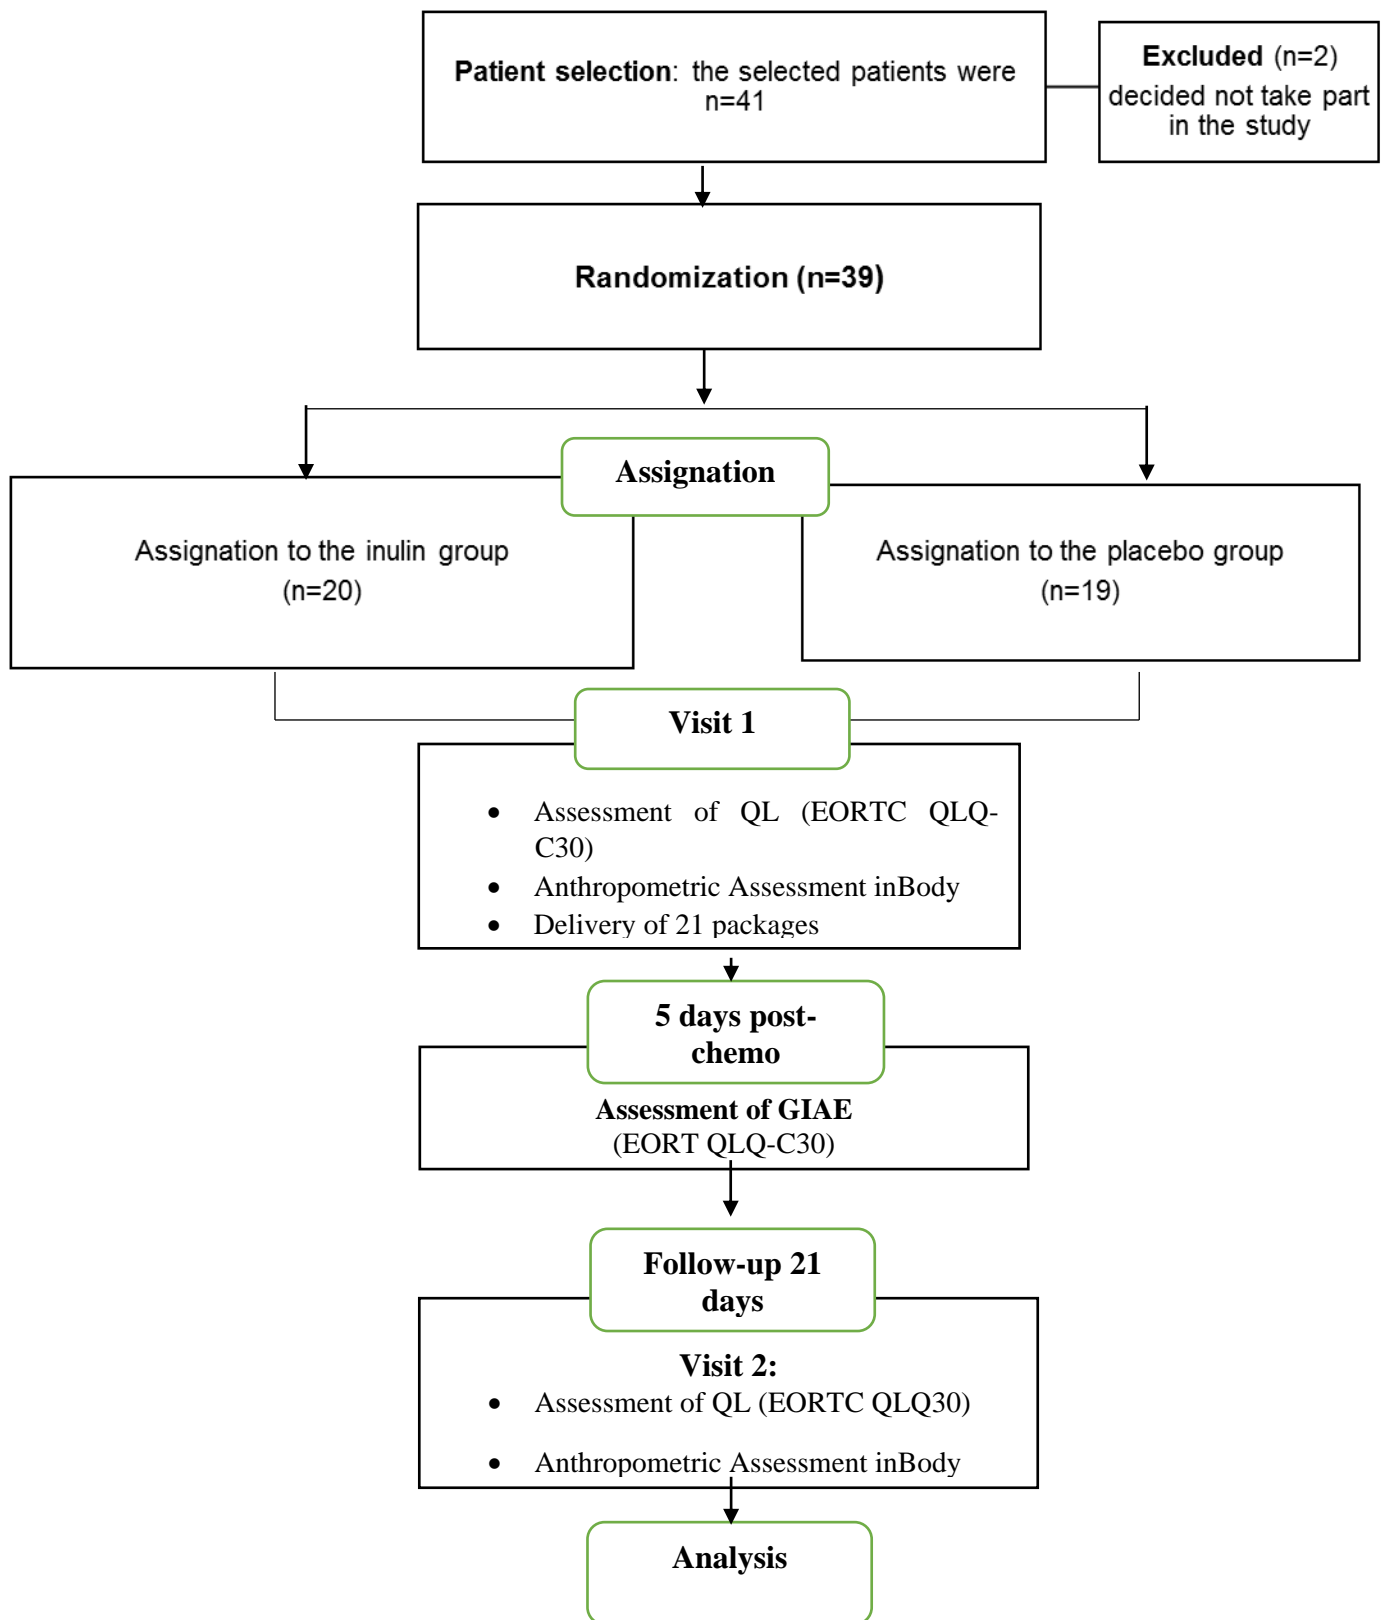 Patient selection: the selected patients were
n=41
Excluded (n=2)
decided not take part
in the study
Randomization (n=39)
Assignation
Assignation to the inulin group
(n=20)
Assignation to the placebo group
(n=19)
Visit 1
• Assessment of QL (EORTC QLQ-
C30)
• Anthropometric Assessment inBody
• Delivery of 21 packages
5 days post-
chemo
Assessment of GIAE
(EORT QLQ-C30)
Follow-up 21
days
Visit 2:
• Assessment of QL (EORTC QLQ30)
• Anthropometric Assessment inBody
Analysis